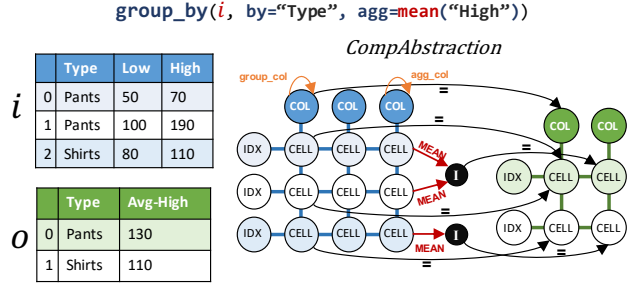 group_by(i, by=“Type”, agg=mean(“High”))
CompAbstraction
i
Type Low High
0 Pants 50 70
1 Pants 100 190
2 Shirts 80 110
o
Type Avg-High
0 Pants 130
1 Shirts 110
group_col agg_col =
COL COL COL COL COL
=
IDX CELL CELL CELL MEAN = IDX CELL CELL
I
IDX CELL CELL CELL MEAN IDX CELL CELL
=
IDX CELL CELL CELL MEAN I
= =